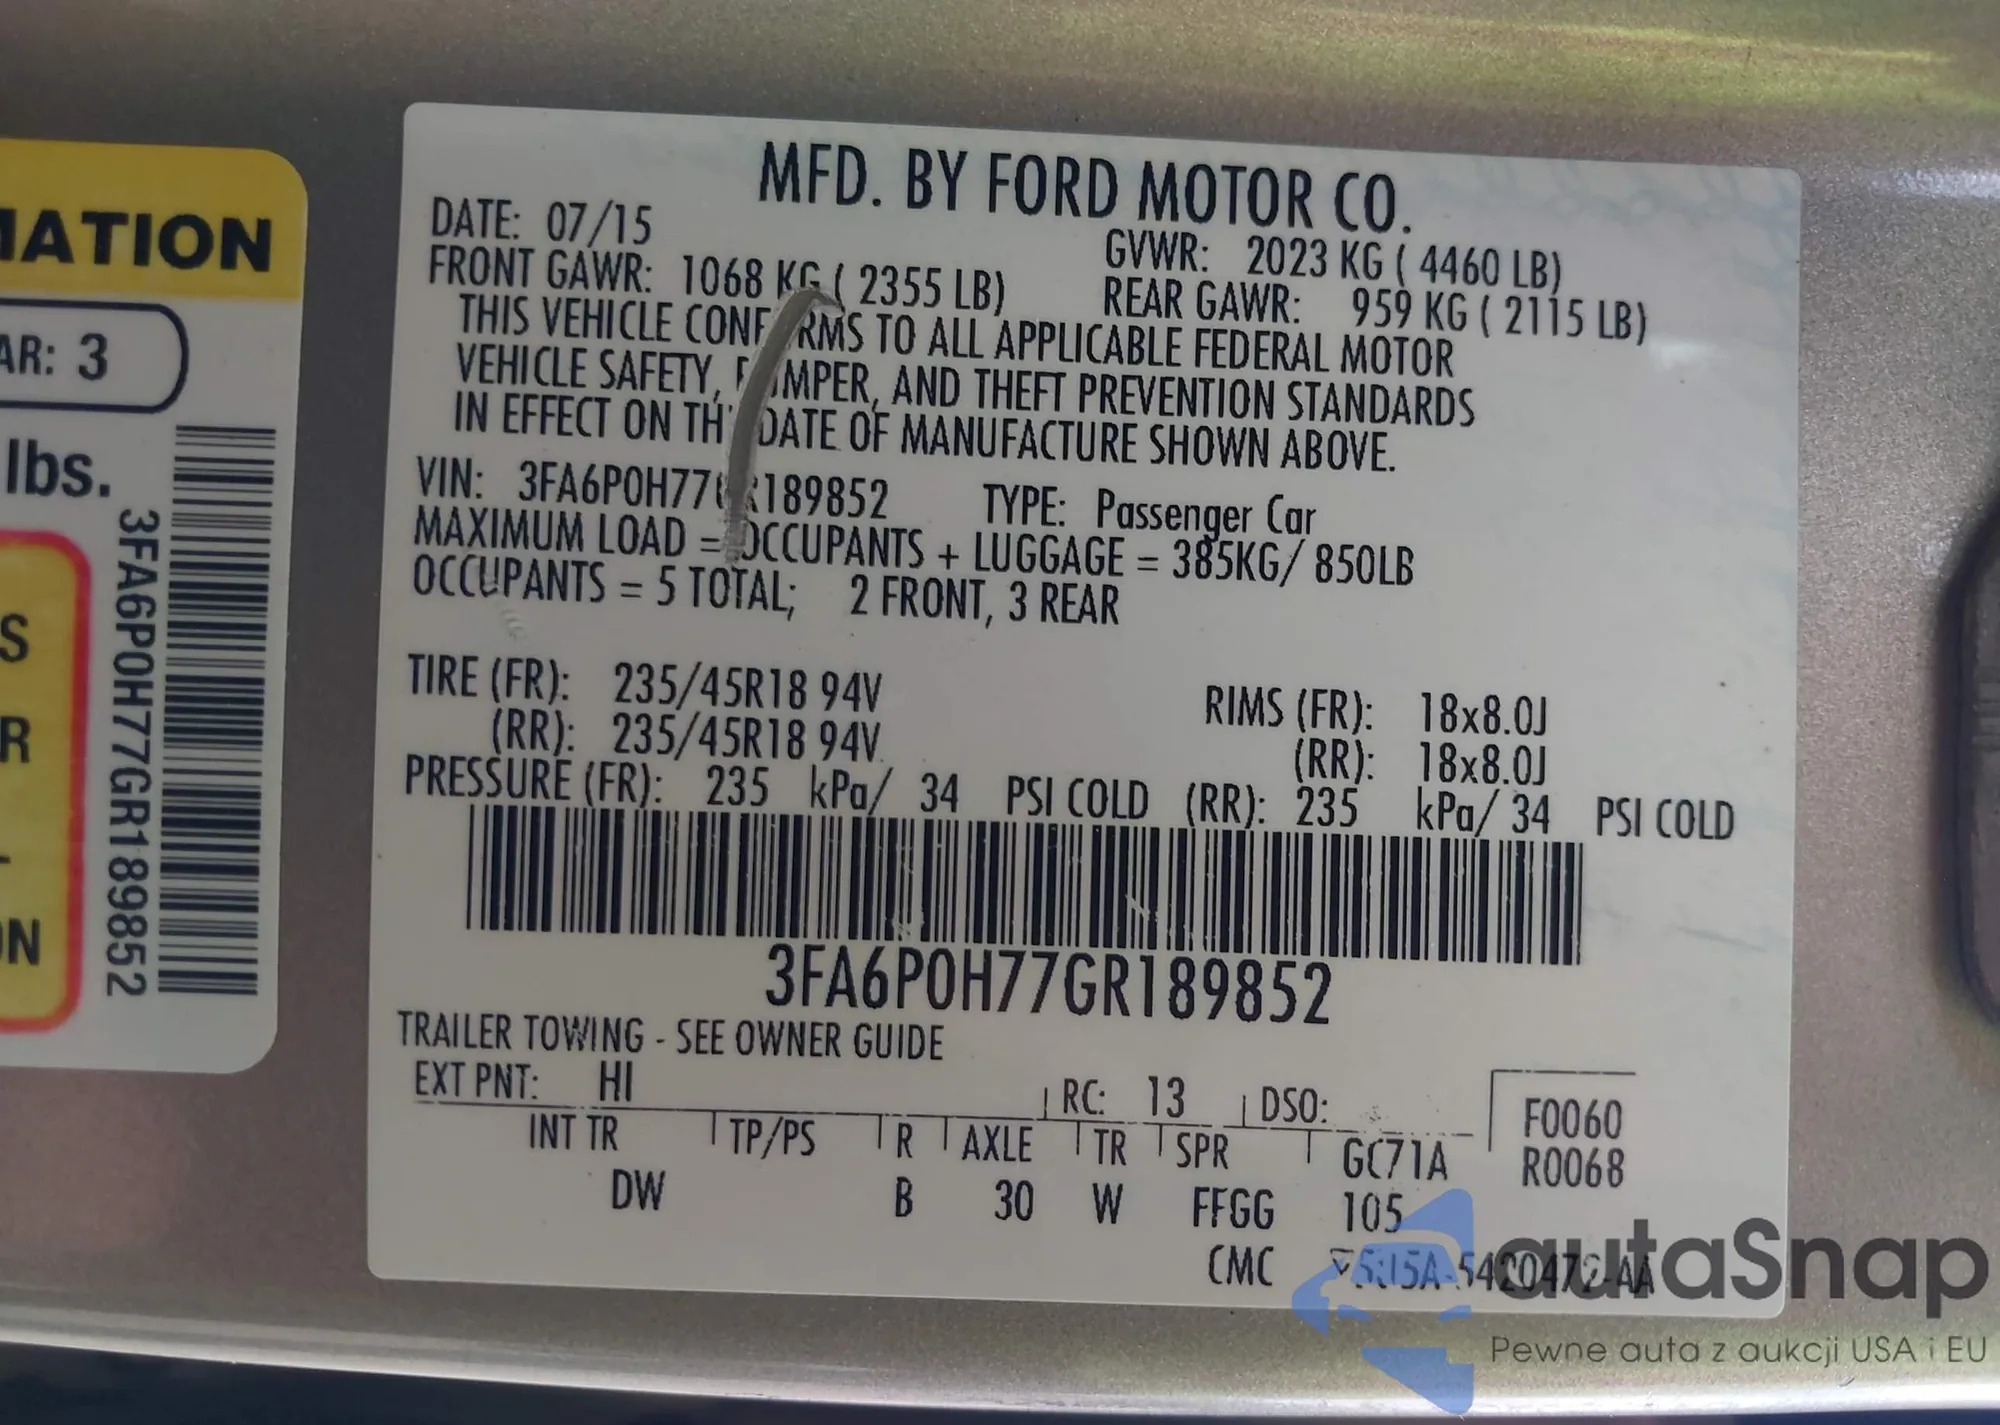 MATION
AR: 3
lbs.
S
R
ON
3FA6P0H77GR189852
MFD. BY FORD MOTOR CO.
DATE: 07/15
GVWR: 2023 KG ( 4460 LB)
FRONT GAWR: 1068 KG ( 2355 LB)
REAR GAWR: 959 KG ( 2115 LB)
THIS VEHICLE CONF RMS TO ALL APPLICABLE FEDERAL MOTOR
VEHICLE SAFETY, MPER, AND THEFT PREVENTION STANDARDS
IN EFFECT ON TH DATE OF MANUFACTURE SHOWN ABOVE.
VIN: 3FA6P0H77GR189852 TYPE: Passenger Car
MAXIMUM LOAD = OCCUPANTS + LUGGAGE = 385KG/ 850LB
OCCUPANTS = 5 TOTAL; 2 FRONT, 3 REAR
TIRE (FR): 235/45R18 94V RIMS (FR): 18x8.0J
(RR): 235/45R18 94V (RR): 18x8.0J
PRESSURE (FR): 235 kPa/ 34 PSI COLD (RR): 235 kPa/ 34 PSI COLD
3FA6P0H77GR189852
TRAILER TOWING - SEE OWNER GUIDE
EXT PNT: HI RC: 13 DSO: F0060
INT TR TP/PS R AXLE TR SPR GC71A R0068
DW B 30 W FFGG 105
CMC
autaSnap
Pewne auta z aukcji USA i EU